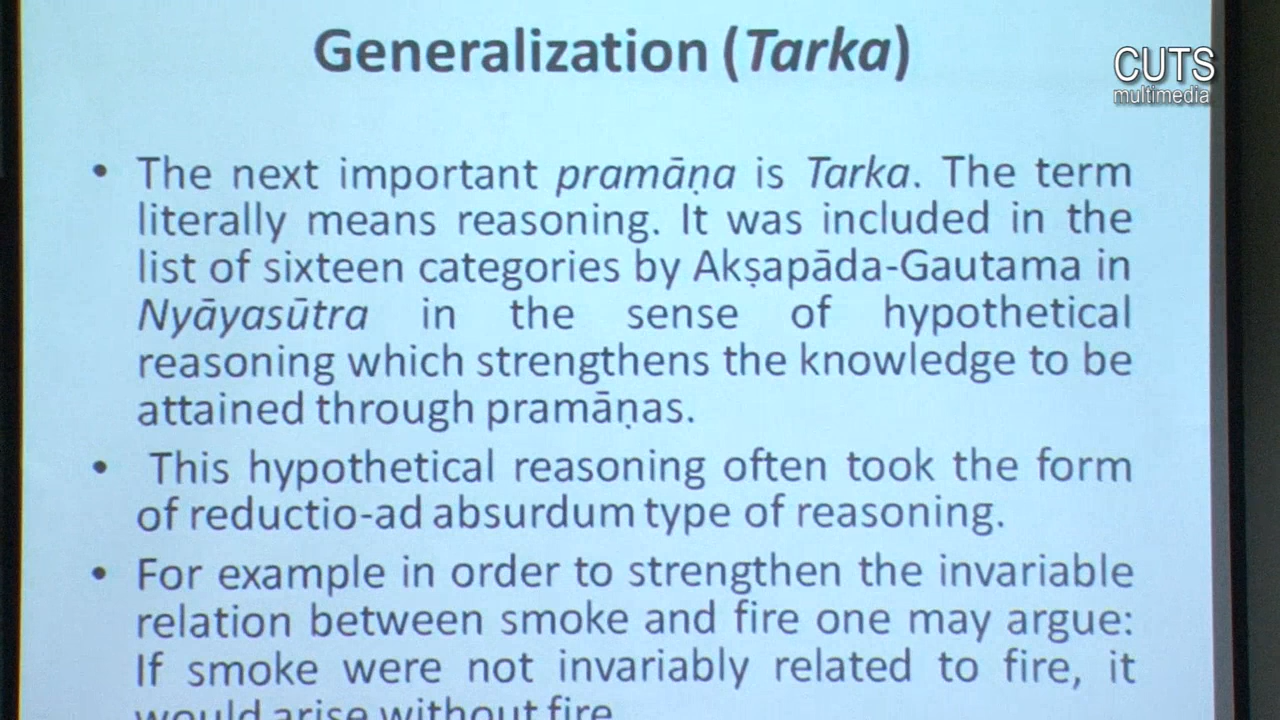 Generalization (Tarka)
CUTS
multimedia
• The next important pramāṇa is Tarka. The term
literally means reasoning. It was included in the
list of sixteen categories by Akṣapāda-Gautama in
Nyāyasūtra in the sense of hypothetical
reasoning which strengthens the knowledge to be
attained through pramāṇas.
• This hypothetical reasoning often took the form
of reductio-ad absurdum type of reasoning.
• For example in order to strengthen the invariable
relation between smoke and fire one may argue:
If smoke were not invariably related to fire, it
would arise without fire